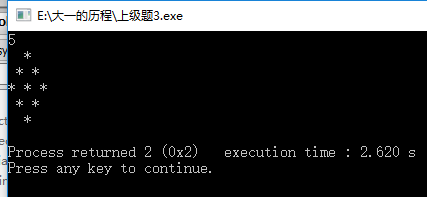 E:\大一的历程\上级题3.exe
5
  *
 * *
* * *
 * *
  *
Process returned 2 (0x2)   execution time : 2.620 s
Press any key to continue.